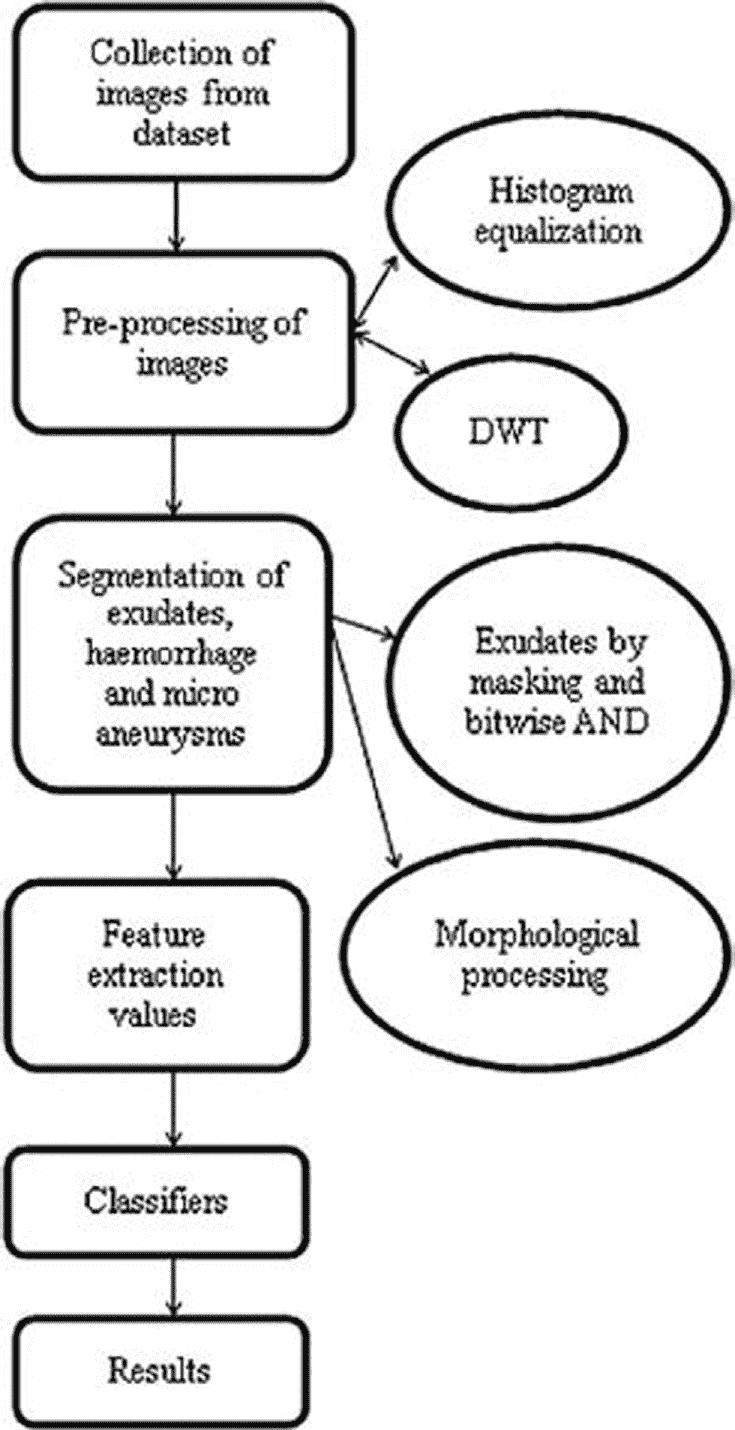 Collection of
images from
dataset
Histogram
equalization
Pre-processing of
images
DWT
Segmentation of
exudates,
haemorrhage
and micro
aneurysms
Exudates by
masking and
bitwise AND
Feature
extraction
values
Morphological
processing
Classifiers
Results